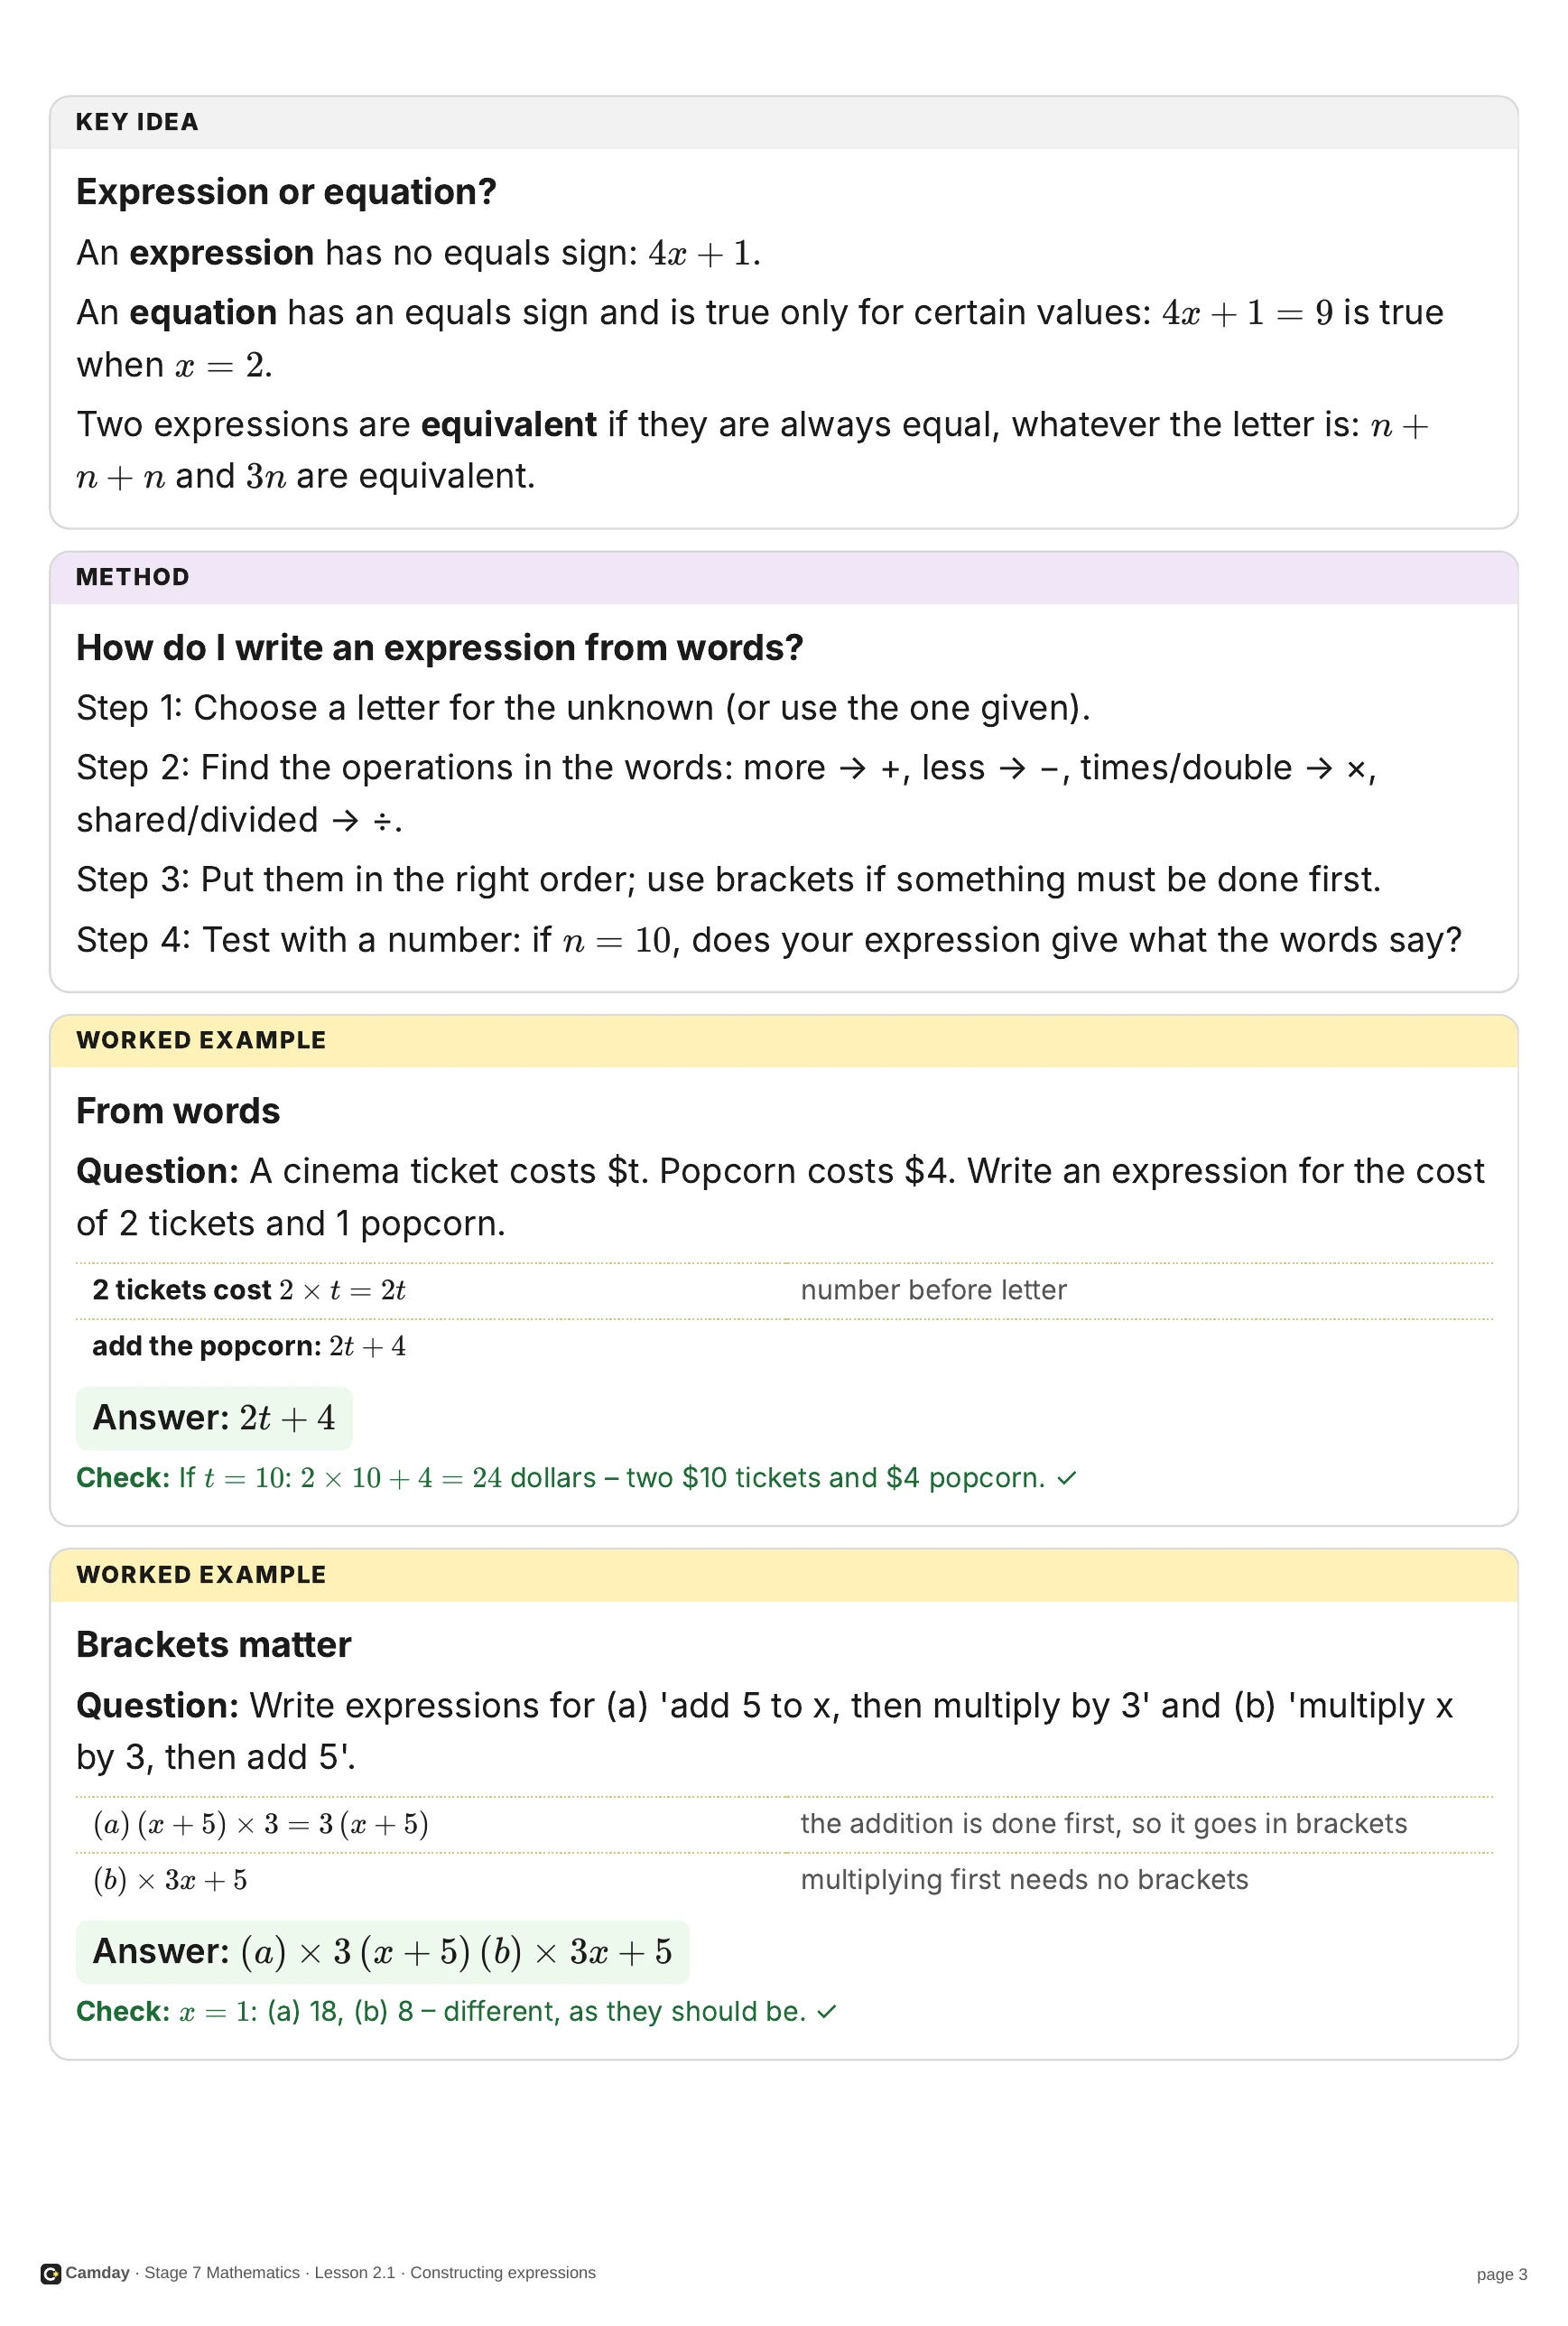 KEY IDEA
Expression or equation?
An expression has no equals sign: 4x + 1.
An equation has an equals sign and is true only for certain values: 4x + 1 = 9 is true
when x = 2.
Two expressions are equivalent if they are always equal, whatever the letter is: n +
n + n and 3n are equivalent.
METHOD
How do I write an expression from words?
Step 1: Choose a letter for the unknown (or use the one given).
Step 2: Find the operations in the words: more → +, less → −, times/double → ×,
shared/divided → ÷.
Step 3: Put them in the right order; use brackets if something must be done first.
Step 4: Test with a number: if n = 10, does your expression give what the words say?
WORKED EXAMPLE
From words
Question: A cinema ticket costs $t. Popcorn costs $4. Write an expression for the cost
of 2 tickets and 1 popcorn.
2 tickets cost 2 × t = 2t number before letter
add the popcorn: 2t + 4
Answer: 2t + 4
Check: If t = 10: 2 × 10 + 4 = 24 dollars – two $10 tickets and $4 popcorn. ✓
WORKED EXAMPLE
Brackets matter
Question: Write expressions for (a) 'add 5 to x, then multiply by 3' and (b) 'multiply x
by 3, then add 5'.
(a) (x + 5) × 3 = 3 (x + 5) the addition is done first, so it goes in brackets
(b) × 3x + 5 multiplying first needs no brackets
Answer: (a) × 3 (x + 5) (b) × 3x + 5
Check: x = 1: (a) 18, (b) 8 – different, as they should be. ✓
Camday · Stage 7 Mathematics · Lesson 2.1 · Constructing expressions page 3